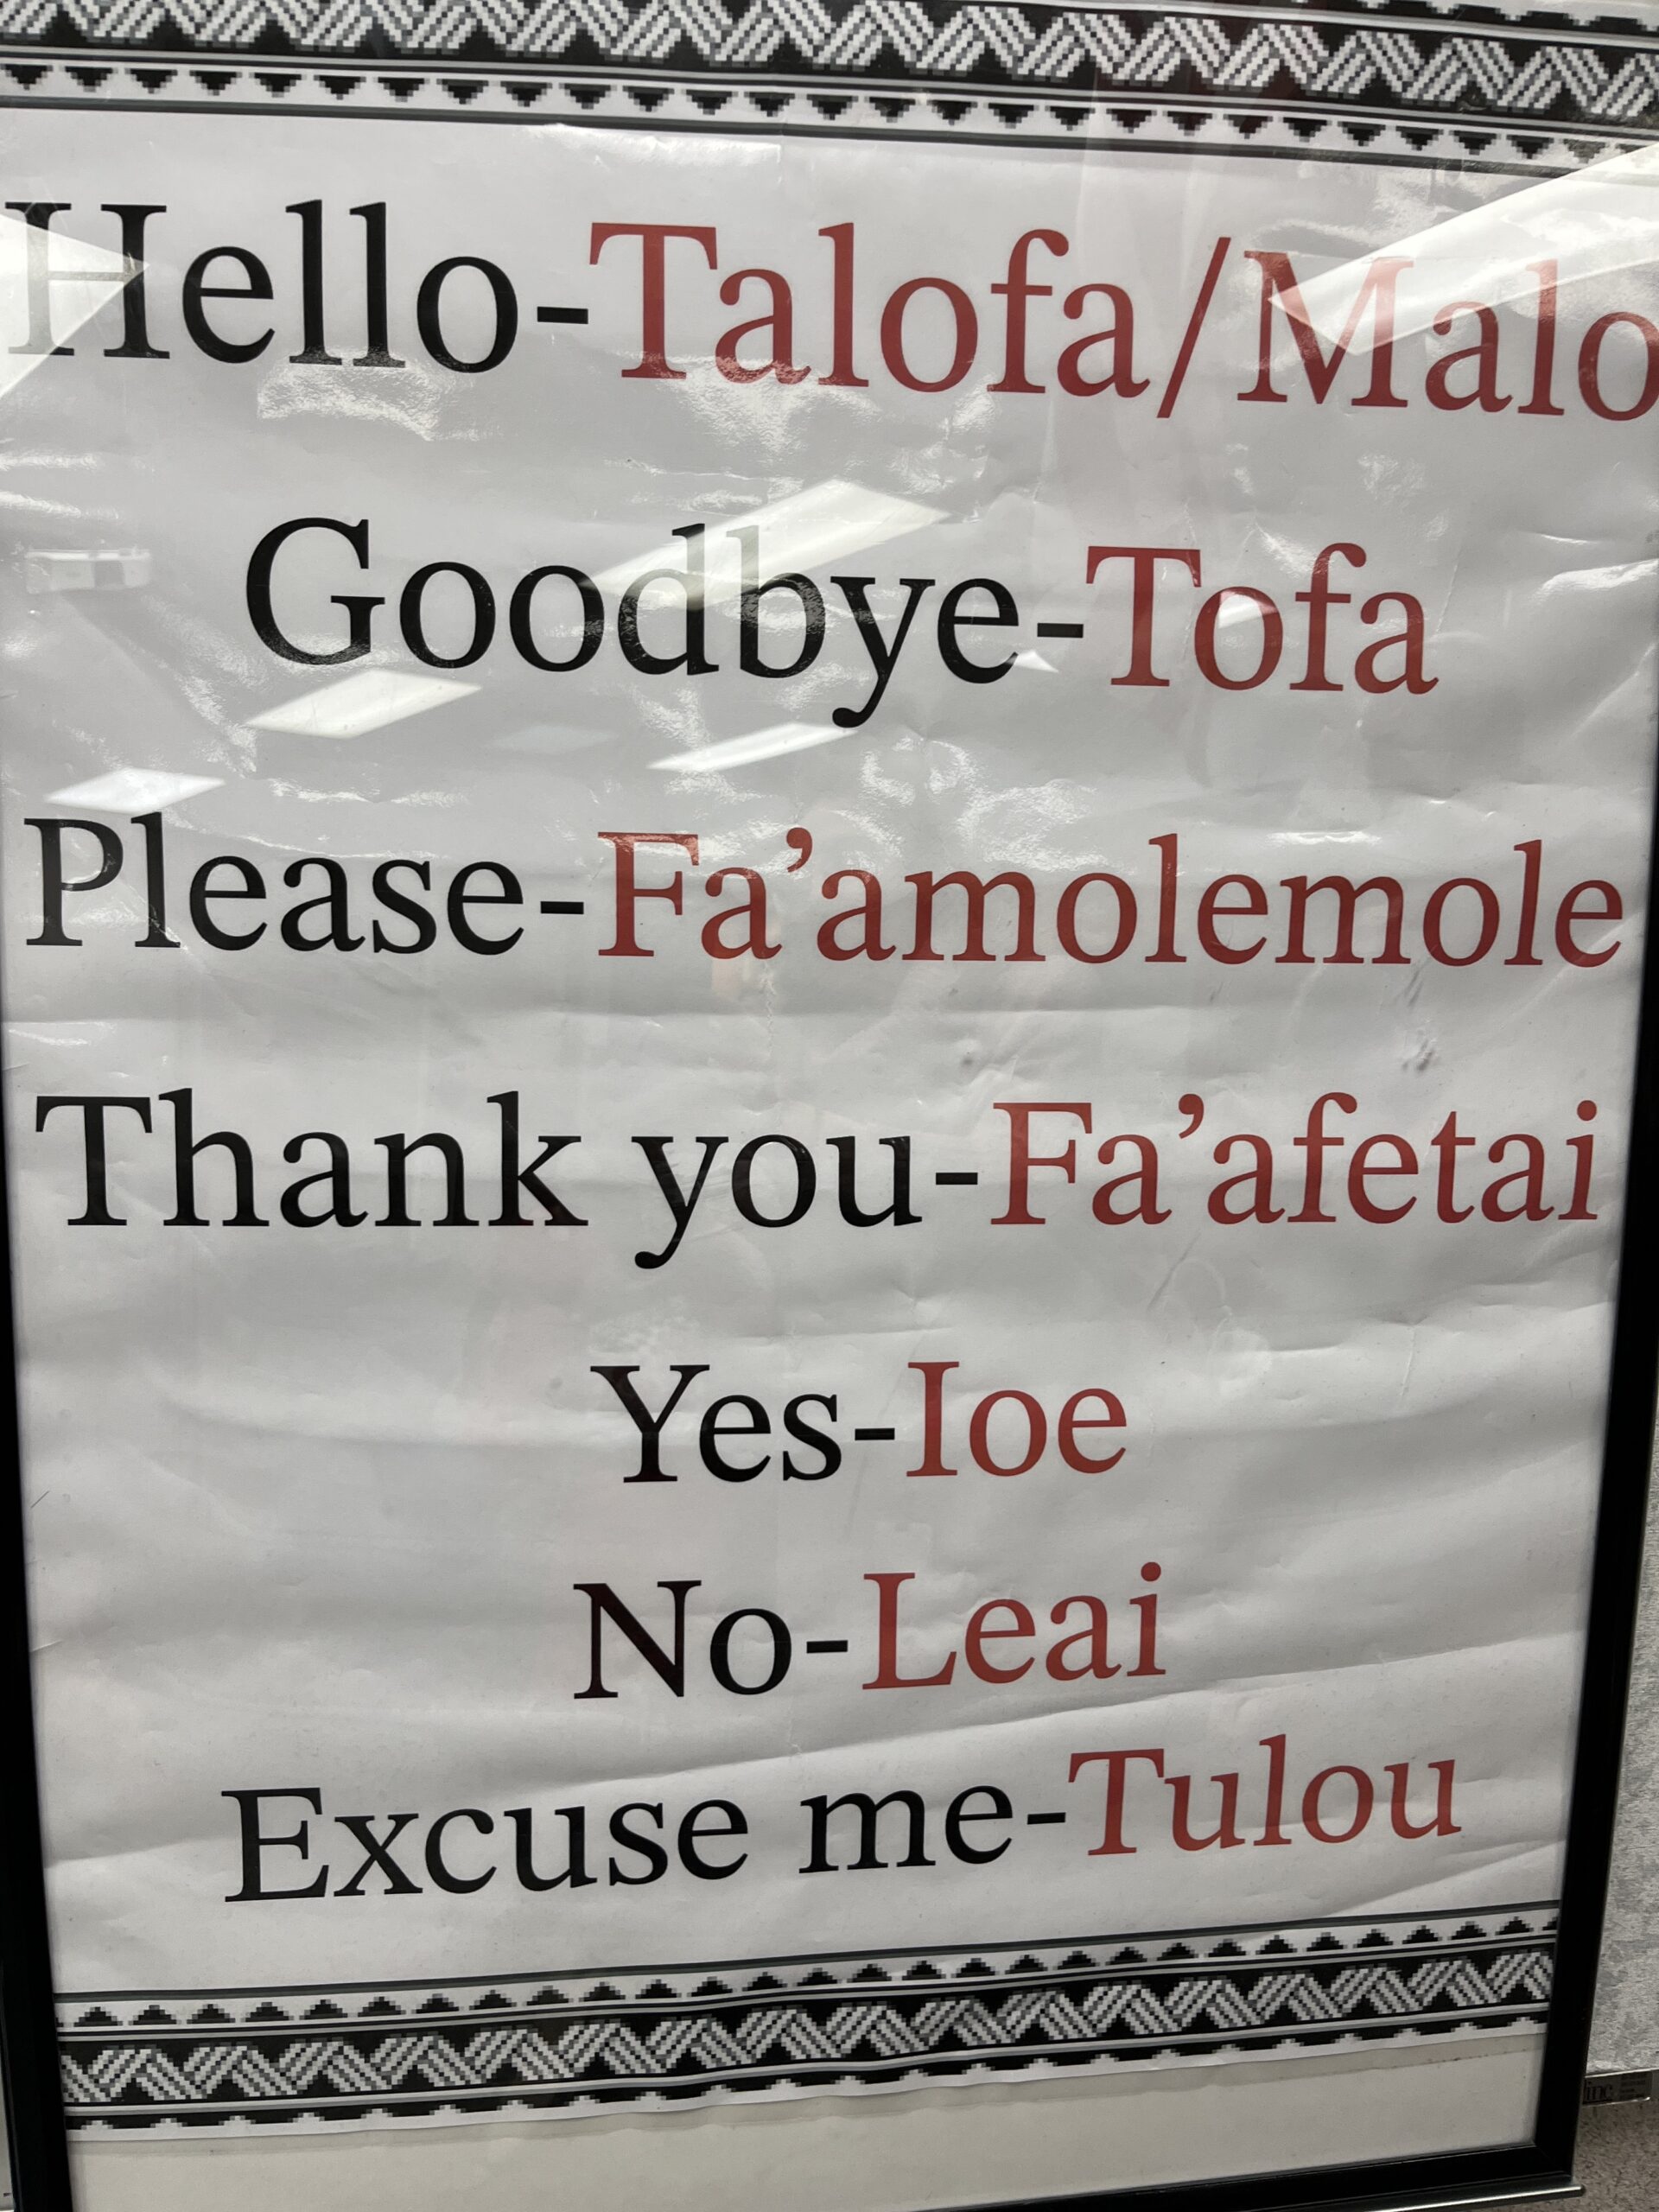 Hello-Talofa/Malo
Goodbye-Tofa
Please-Fa’amolemole
Thank you-Fa’afetai
Yes-Ioe
No-Leai
Excuse me-Tulou
inc